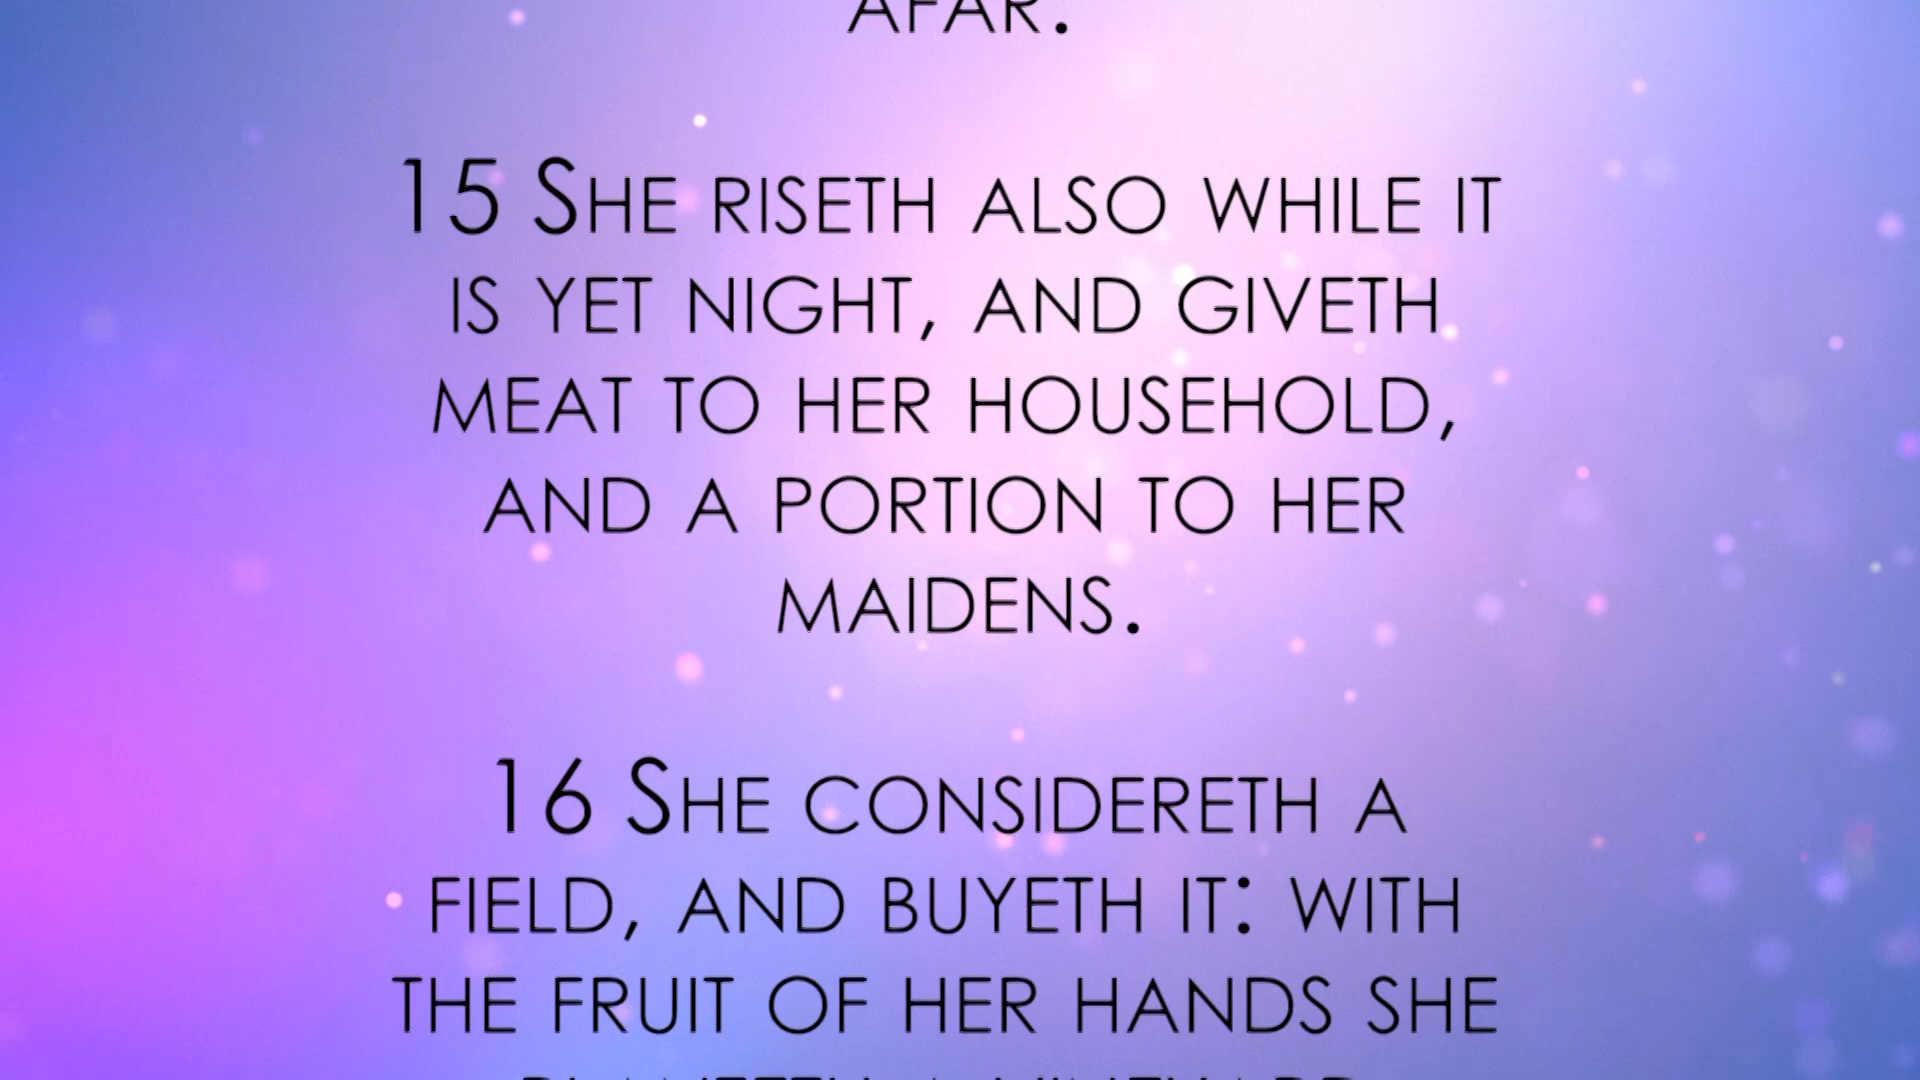 AFAR.
15 SHE RISETH ALSO WHILE IT
IS YET NIGHT, AND GIVETH
MEAT TO HER HOUSEHOLD,
AND A PORTION TO HER
MAIDENS.
16 SHE CONSIDERETH A
FIELD, AND BUYETH IT: WITH
THE FRUIT OF HER HANDS SHE